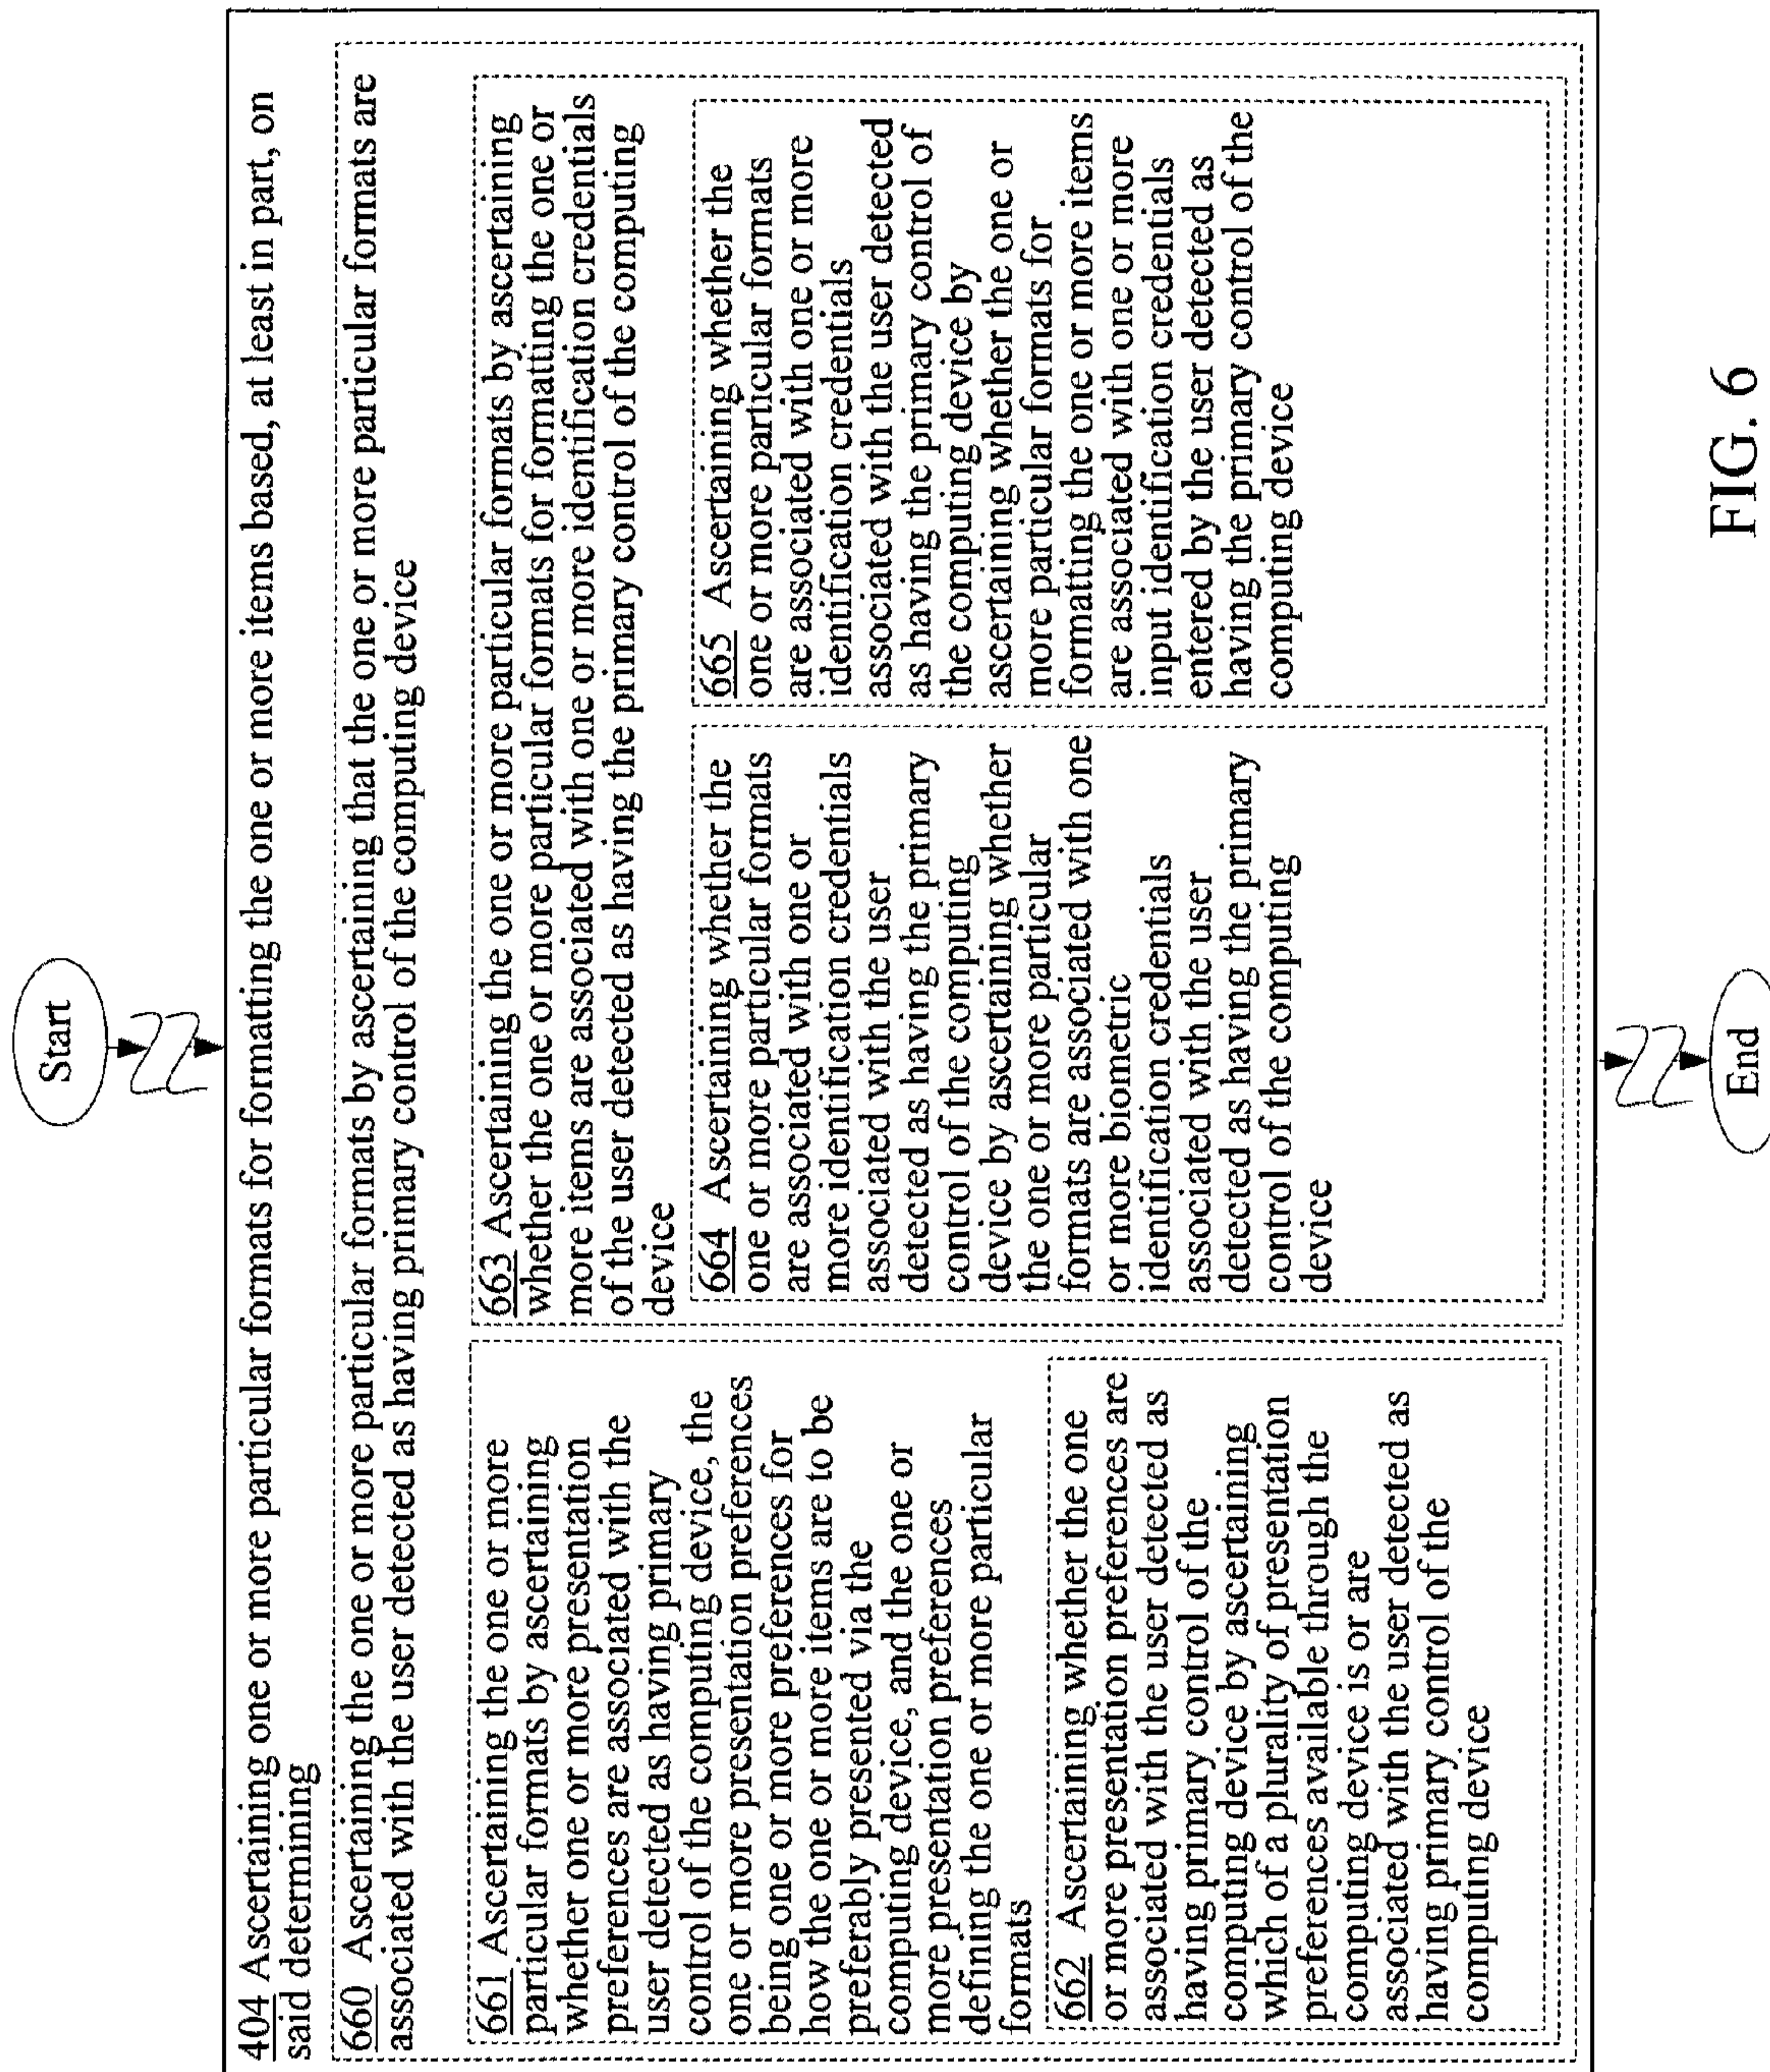 Start
404 Ascertaining one or more particular formats for formatting the one or more items based, at least in part, on
said determining
660 Ascertaining the one or more particular formats by ascertaining that the one or more particular formats are
associated with the user detected as having primary control of the computing device
661 Ascertaining the one or more
particular formats by ascertaining
whether one or more presentation
preferences are associated with the
user detected as having primary
control of the computing device, the
one or more presentation preferences
being one or more preferences for
how the one or more items are to be
preferably presented via the
computing device, and the one or
more presentation preferences
defining the one or more particular
formats
662 Ascertaining whether the one
or more presentation preferences are
associated with the user detected as
having primary control of the
computing device by ascertaining
which of a plurality of presentation
preferences available through the
computing device is or are
associated with the user detected as
having primary control of the
computing device
663 Ascertaining the one or more particular formats by ascertaining
whether the one or more particular formats for formatting the one or
more items are associated with one or more identification credentials
of the user detected as having the primary control of the computing
device
664 Ascertaining whether the
one or more particular formats
are associated with one or
more identification credentials
associated with the user
detected as having the primary
control of the computing
device by ascertaining whether
the one or more particular
formats are associated with one
or more biometric
identification credentials
associated with the user
detected as having the primary
control of the computing
device
665 Ascertaining whether the
one or more particular formats
are associated with one or more
identification credentials
associated with the user detected
as having the primary control of
the computing device by
ascertaining whether the one or
more particular formats for
formatting the one or more items
are associated with one or more
input identification credentials
entered by the user detected as
having the primary control of the
computing device
End
FIG. 6